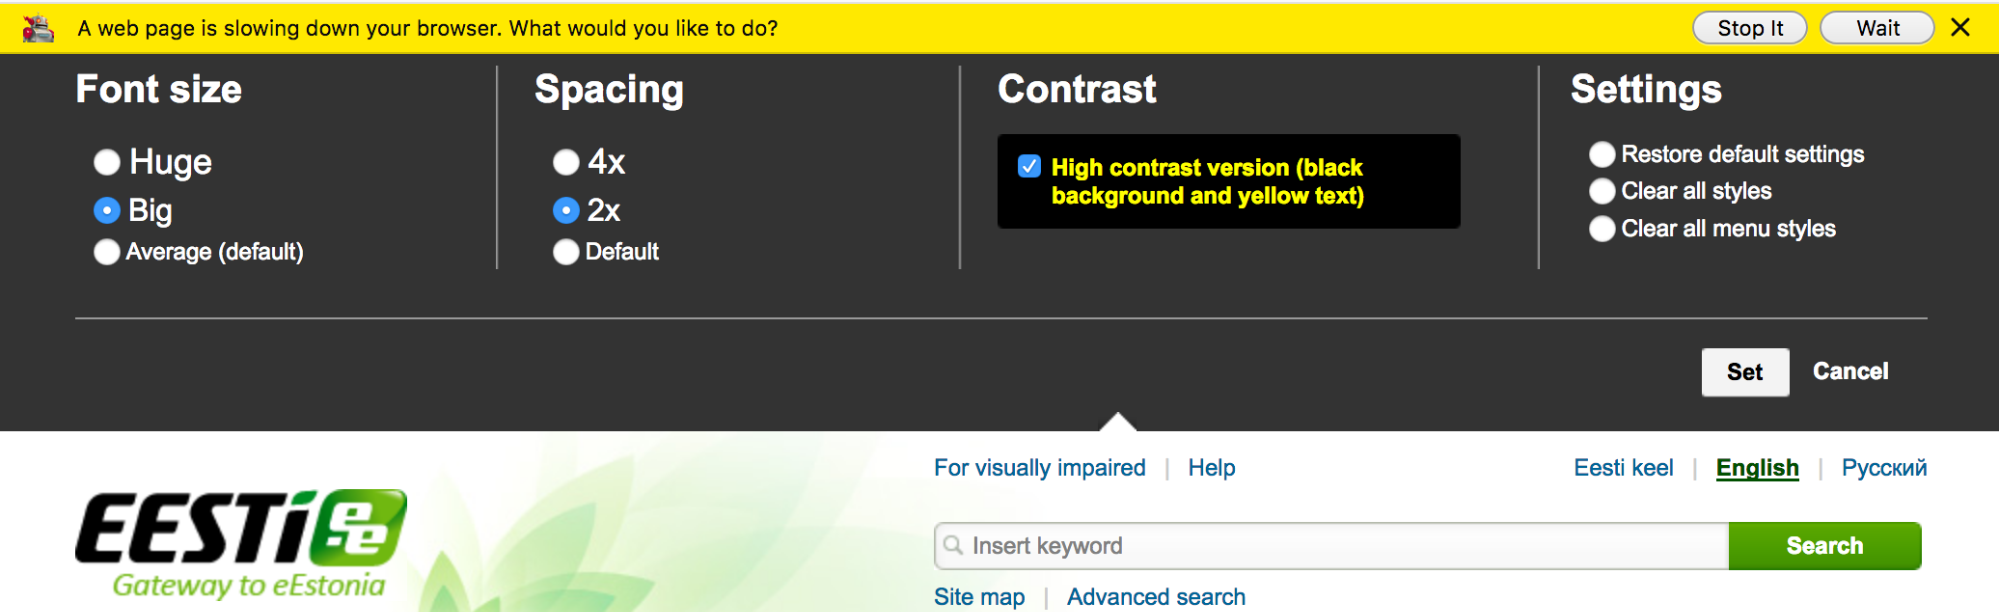 A web page is slowing down your browser. What would you like to do?
Stop It
Wait
Font size
Huge
Big
Average (default)
Spacing
4x
2x
Default
Contrast
High contrast version (black
background and yellow text)
Settings
Restore default settings
Clear all styles
Clear all menu styles
Set
Cancel
For visually impaired | Help
Eesti keel | English | Русский
EESTi ee
Gateway to eEstonia
Insert keyword
Search
Site map | Advanced search